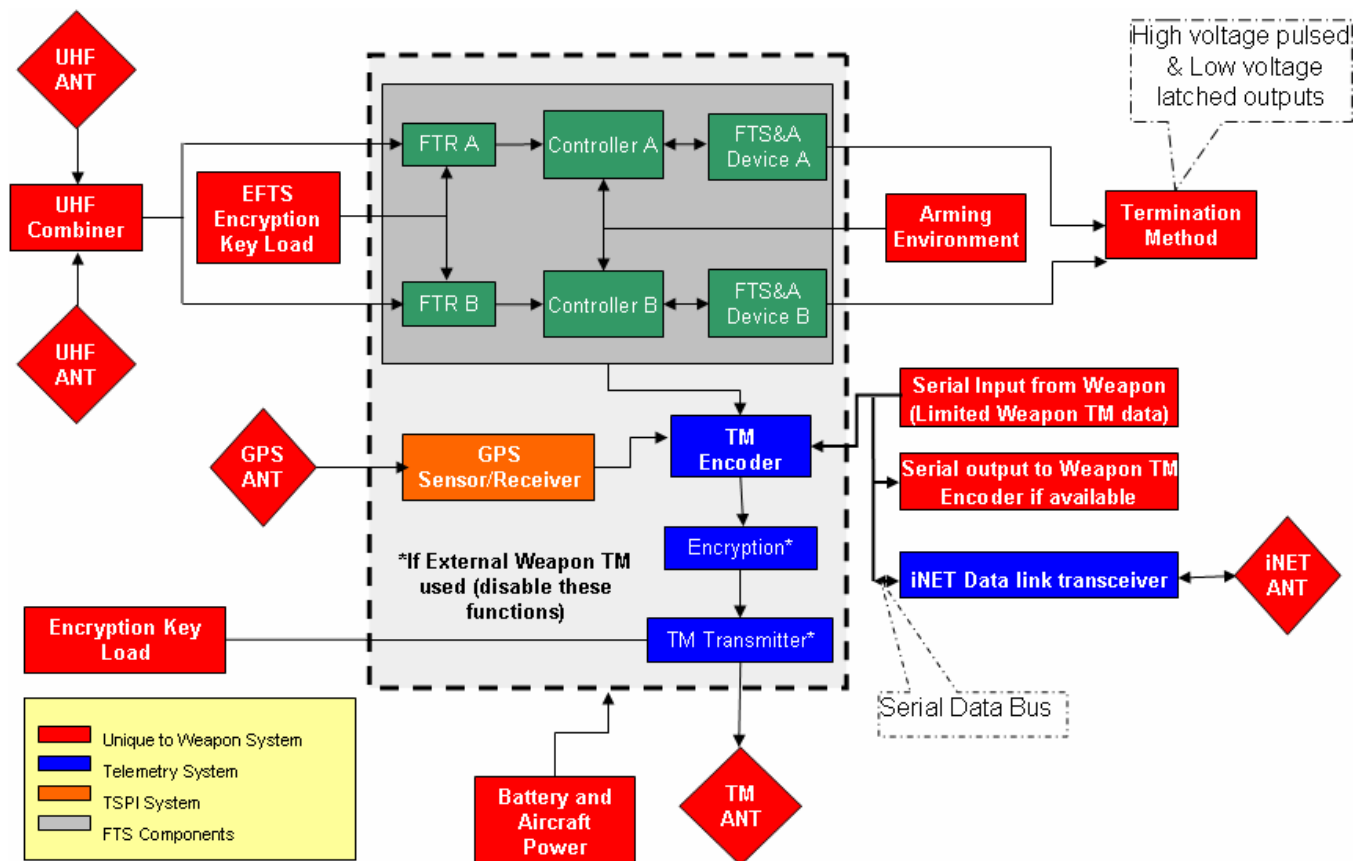 UHF
ANT
High voltage pulsed
& Low voltage
latched outputs
FTR A
Controller A
FTS&A
Device A
UHF
Combiner
EFTS
Encryption
Key Load
Arming
Environment
Termination
Method
FTR B
Controller B
FTS&A
Device B
UHF
ANT
Serial Input from Weapon
(Limited Weapon TM data)
TM
Encoder
GPS
ANT
GPS
Sensor/Receiver
Serial output to Weapon TM
Encoder if available
Encryption*
*If External Weapon TM
used (disable these
functions)
iNET Data link transceiver
iNET
ANT
Encryption Key
Load
TM Transmitter*
Serial Data Bus
Unique to Weapon System
Telemetry System
TSPI System
FTS Components
Battery and
Aircraft
Power
TM
ANT